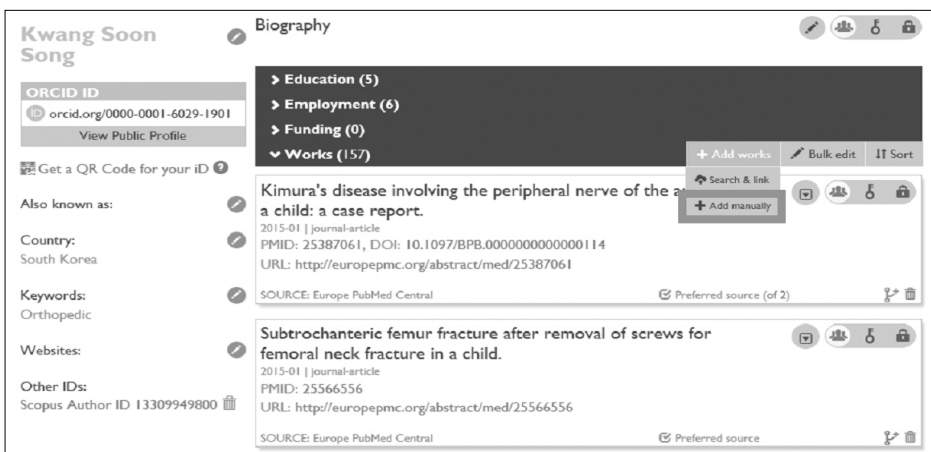 Kwang Soon
Song
ORCID ID
iD orcid.org/0000-0001-6029-1901
View Public Profile
Get a QR Code for your iD ?
Also known as:
Country:
South Korea
Keywords:
Orthopedic
Websites:
Other IDs:
Scopus Author ID 13309949800
Biography
Education (5)
Employment (6)
Funding (0)
Works (157)
+ Add works
Bulk edit
Sort
Search & link
+ Add manually
Kimura's disease involving the peripheral nerve of the
a child: a case report.
2015-01 | journal-article
PMID: 25387061, DOI: 10.1097/BPB.0000000000000114
URL: http://europepmc.org/abstract/med/25387061
SOURCE: Europe PubMed Central
Preferred source (of 2)
Subtrochanteric femur fracture after removal of screws for
femoral neck fracture in a child.
2015-01 | journal-article
PMID: 25566556
URL: http://europepmc.org/abstract/med/25566556
SOURCE: Europe PubMed Central
Preferred source